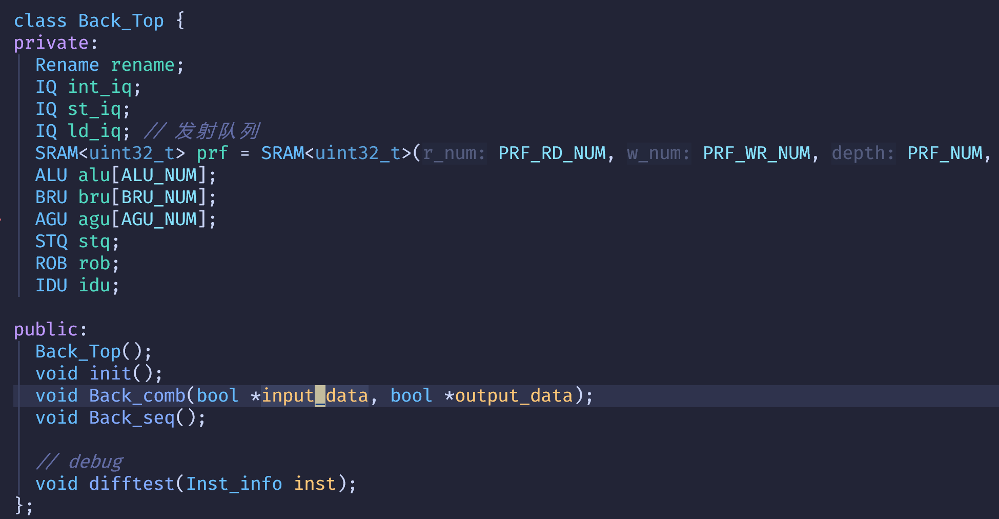 class Back_Top {
private:
  Rename rename;
  IQ int_iq;
  IQ st_iq;
  IQ ld_iq; // 发射队列
  SRAM<uint32_t> prf = SRAM<uint32_t>(r_num: PRF_RD_NUM, w_num: PRF_WR_NUM, depth: PRF_NUM,
  ALU alu[ALU_NUM];
  BRU bru[BRU_NUM];
  AGU agu[AGU_NUM];
  STQ stq;
  ROB rob;
  IDU idu;

public:
  Back_Top();
  void init();
  void Back_comb(bool *input_data, bool *output_data);
  void Back_seq();

  // debug
  void difftest(Inst_info inst);
};